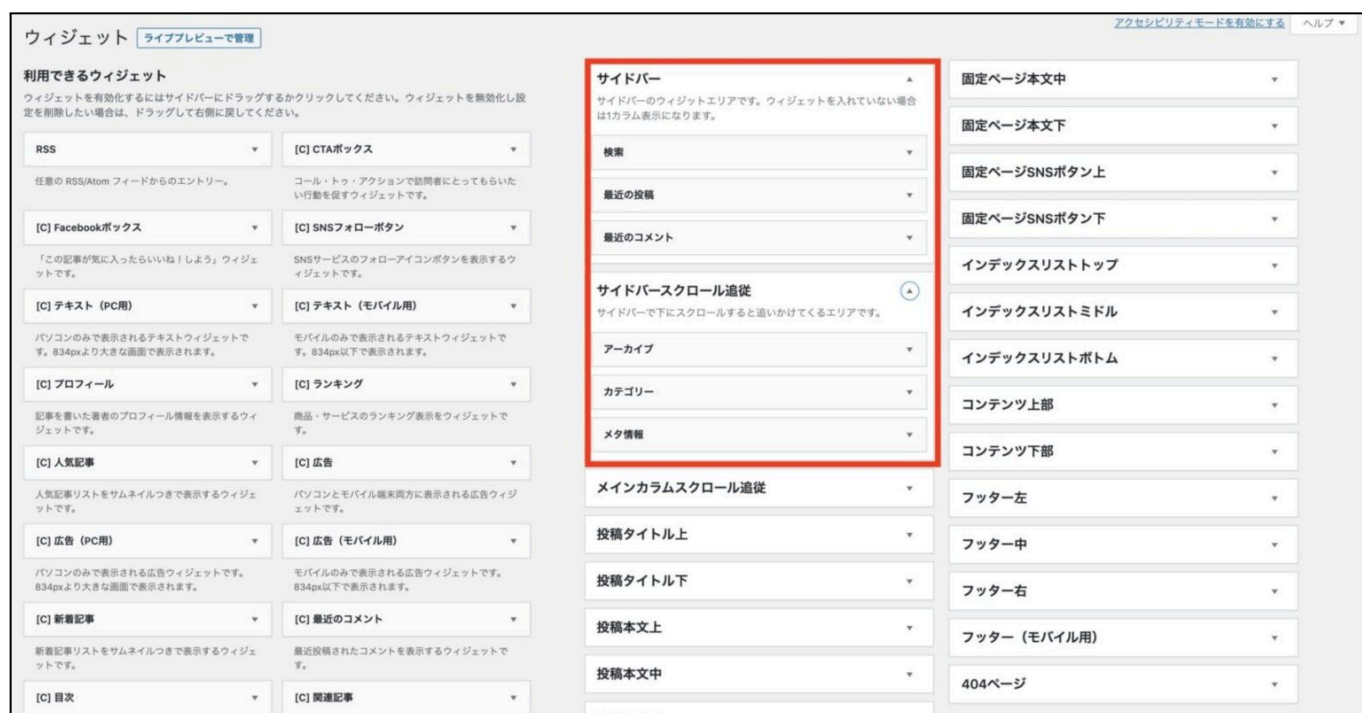 ウィジェット ライブプレビューで管理
アクセシビリティモードを有効にする ヘルプ ▼
利用できるウィジェット
ウィジェットを有効化するにはサイドバーにドラッグするかクリックしてください。ウィジェットを無効化し設
定を削除したい場合は、ドラッグして右側に戻してください。
RSS
任意の RSS/Atom フィードからのエントリー。
[C] CTAボックス
コール・トゥ・アクションで訪問者にとってもらいた
い行動を促すウィジェットです。
[C] Facebookボックス
「この記事が気に入ったらいいね！しよう」ウィジェ
ットです。
[C] SNSフォローボタン
SNSサービスのフォローアイコンボタンを表示するウ
ィジェットです。
[C] テキスト（PC用）
パソコンのみで表示されるテキストウィジェットで
す。834pxより大きな画面で表示されます。
[C] テキスト（モバイル用）
モバイルのみで表示されるテキストウィジェットで
す。834px以下で表示されます。
[C] プロフィール
記事を書いた著者のプロフィール情報を表示するウィ
ジェットです。
[C] ランキング
商品・サービスのランキング表示をウィジェットで
す。
[C] 人気記事
人気記事リストをサムネイルつきで表示するウィジェ
ットです。
[C] 広告
パソコンとモバイル端末両方に表示される広告ウィジ
ェットです。
[C] 広告（PC用）
パソコンのみで表示される広告ウィジェットです。
834pxより大きな画面で表示されます。
[C] 広告（モバイル用）
モバイルのみで表示される広告ウィジェットです。
834px以下で表示されます。
[C] 新着記事
新着記事リストをサムネイルつきで表示するウィジェ
ットです。
[C] 最近のコメント
最近投稿されたコメントを表示するウィジェットで
す。
[C] 目次
[C] 関連記事
サイドバー
サイドバーのウィジットエリアです。ウィジェットを入れていない場合
は1カラム表示になります。
検索
最近の投稿
最近のコメント
サイドバースクロール追従
サイドバーで下にスクロールすると追いかけてくるエリアです。
アーカイブ
カテゴリー
メタ情報
メインカラムスクロール追従
投稿タイトル上
投稿タイトル下
投稿本文上
投稿本文中
固定ページ本文中
固定ページ本文下
固定ページSNSボタン上
固定ページSNSボタン下
インデックスリストトップ
インデックスリストミドル
インデックスリストボトム
コンテンツ上部
コンテンツ下部
フッター左
フッター中
フッター右
フッター（モバイル用）
404ページ